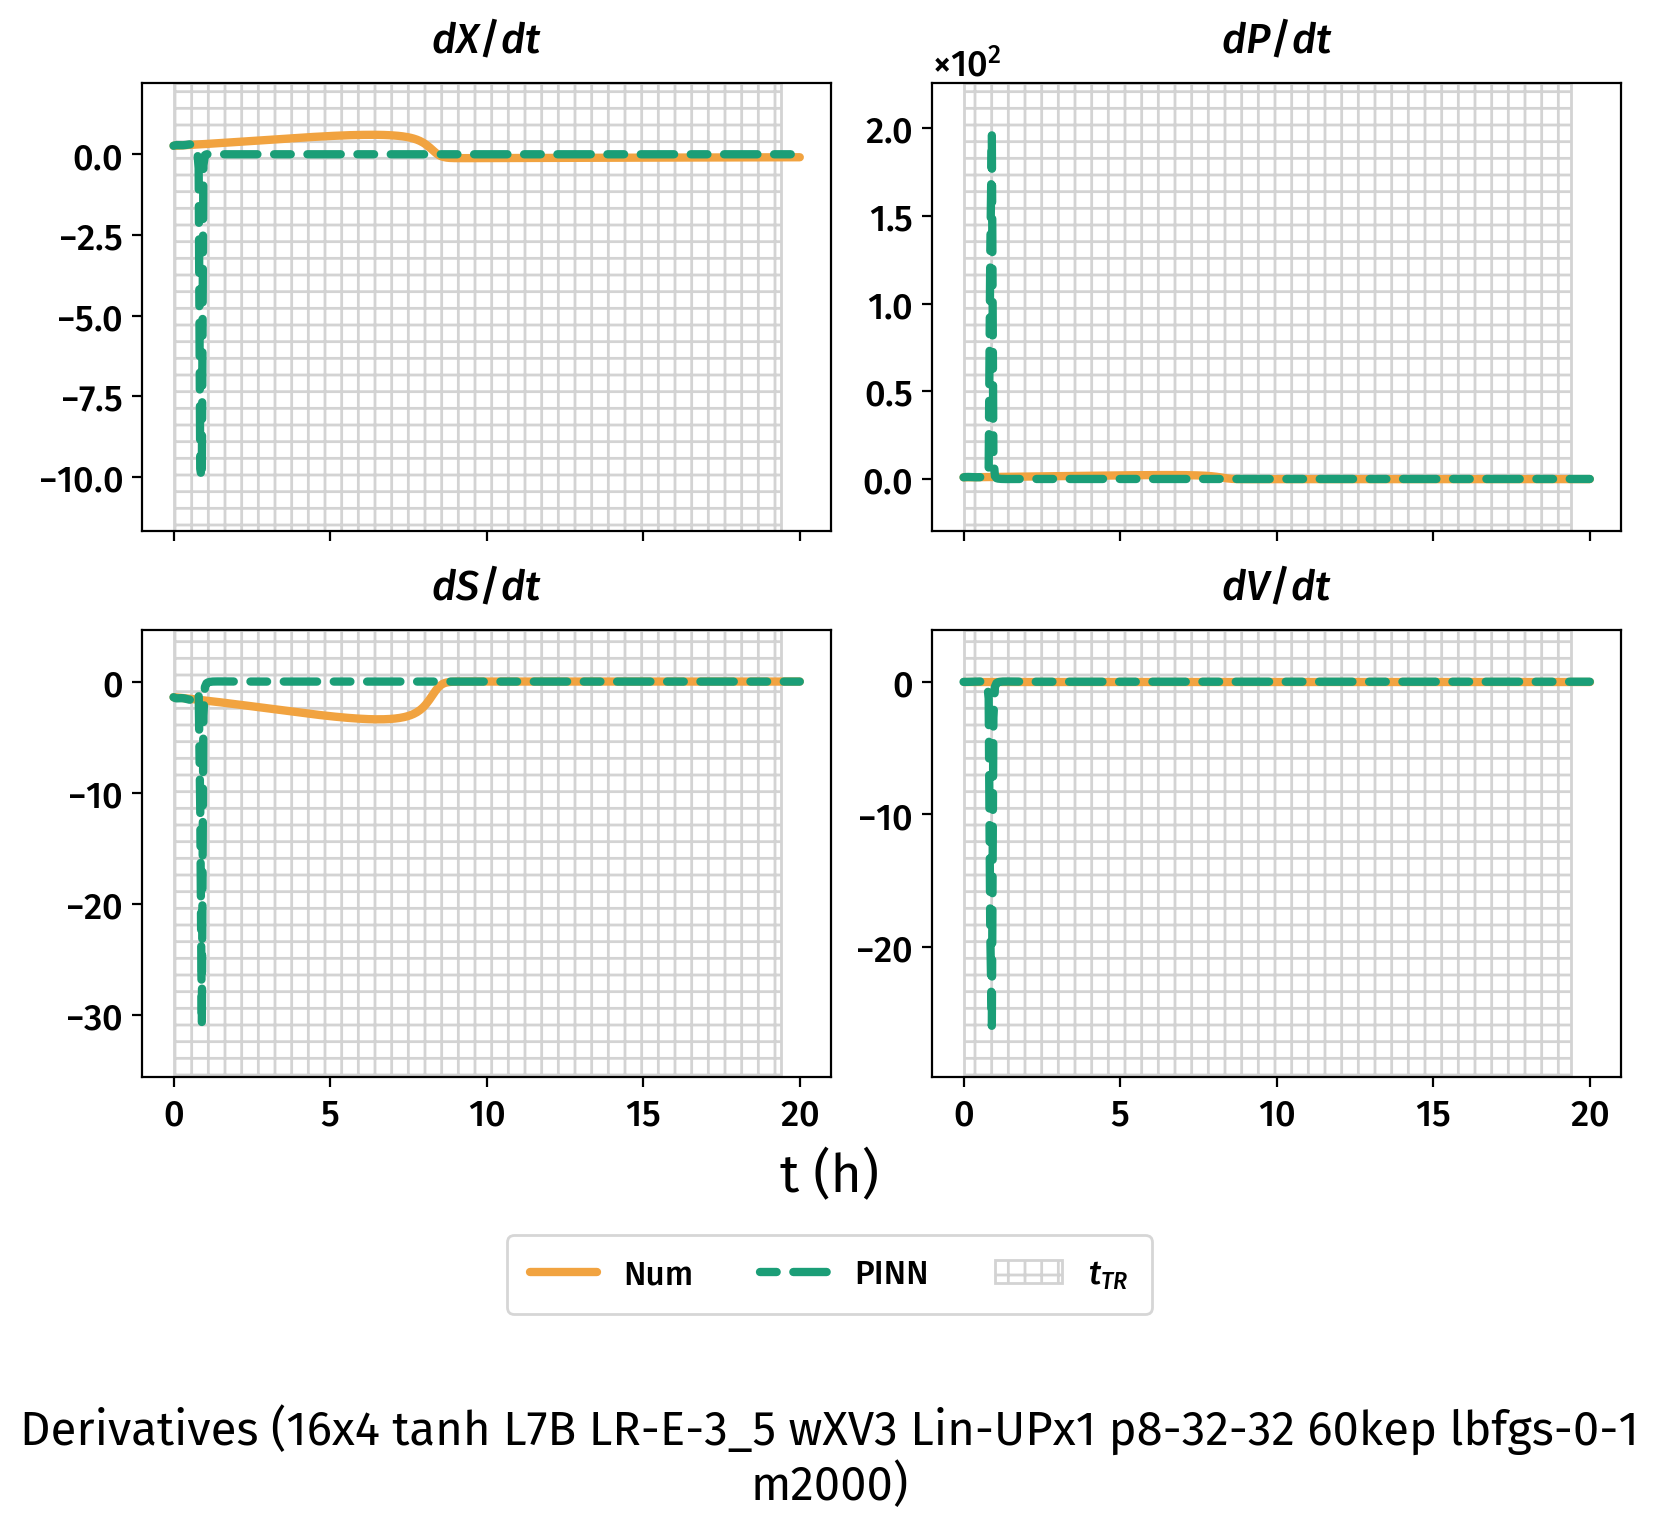 dX/dt
dP/dt
×10²
0.0
−2.5
−5.0
−7.5
−10.0
2.0
1.5
1.0
0.5
0.0
dS/dt
dV/dt
0
−10
−20
−30
0
−10
−20
0 5 10 15 20
0 5 10 15 20
t (h)
Num PINN t_TR
Derivatives (16x4 tanh L7B LR-E-3_5 wXV3 Lin-UPx1 p8-32-32 60kep lbfgs-0-1
m2000)